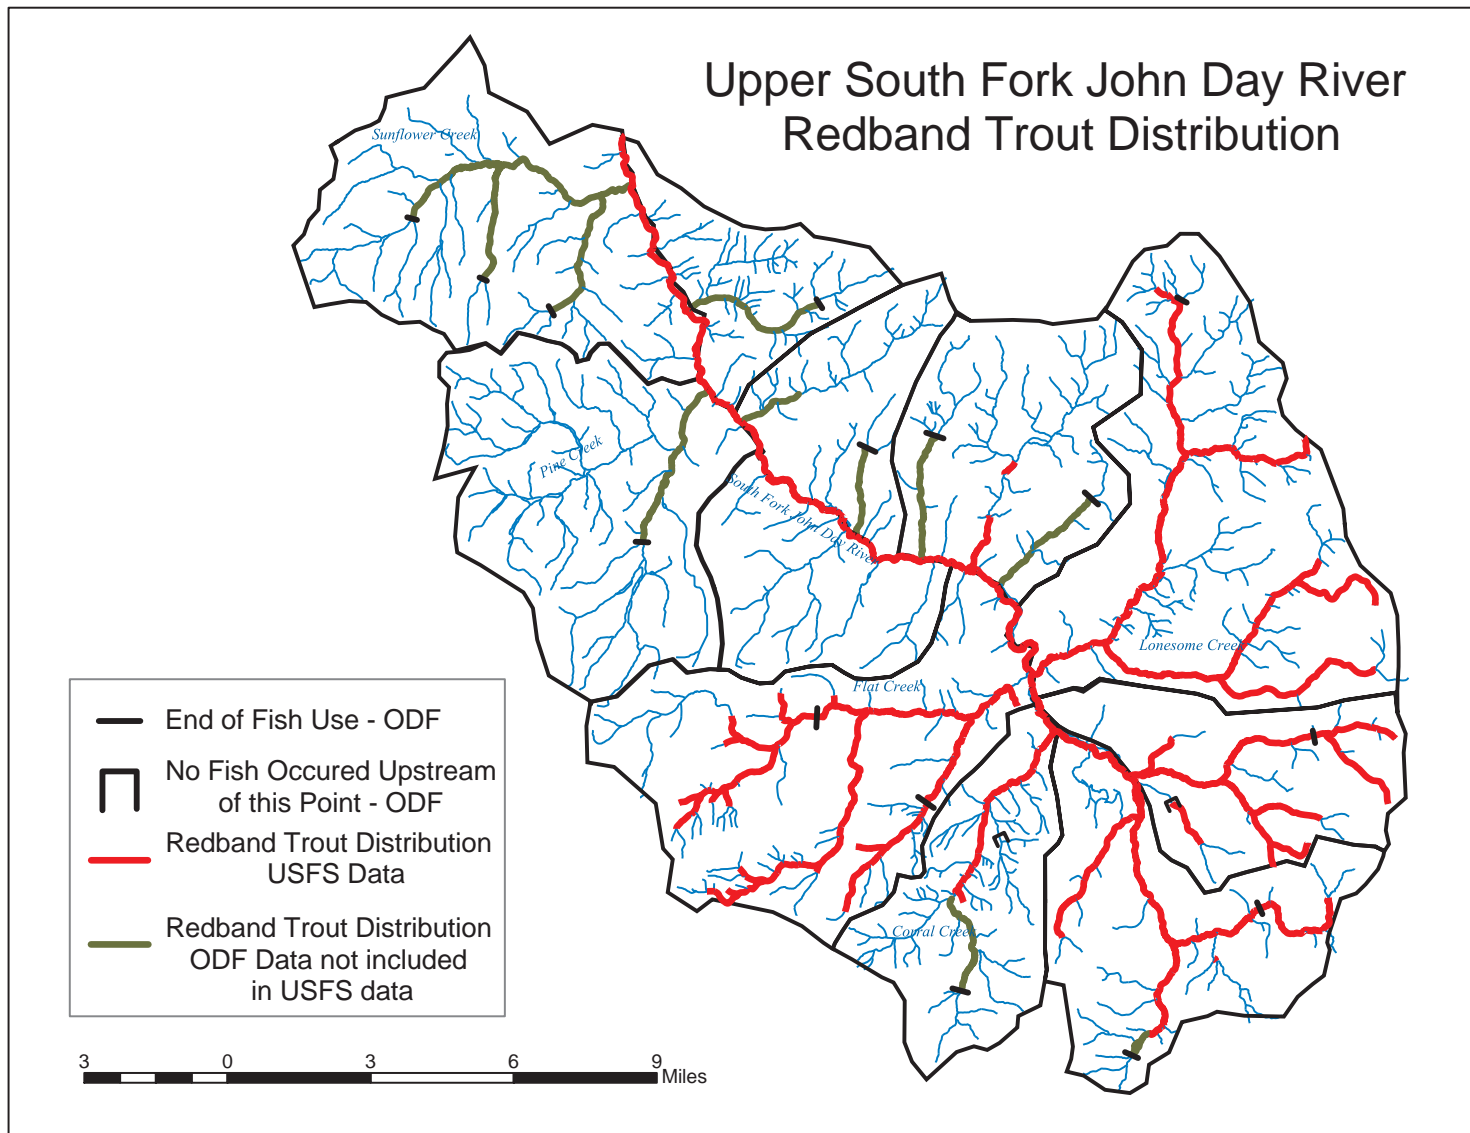 Upper South Fork John Day River
Redband Trout Distribution
Sunflower Creek
Pine Creek
South Fork John Day River
Lonesome Creek
Flat Creek
Corral Creek
End of Fish Use - ODF
No Fish Occured Upstream
of this Point - ODF
Redband Trout Distribution
USFS Data
Redband Trout Distribution
ODF Data not included
in USFS data
3 0 3 6 9
Miles